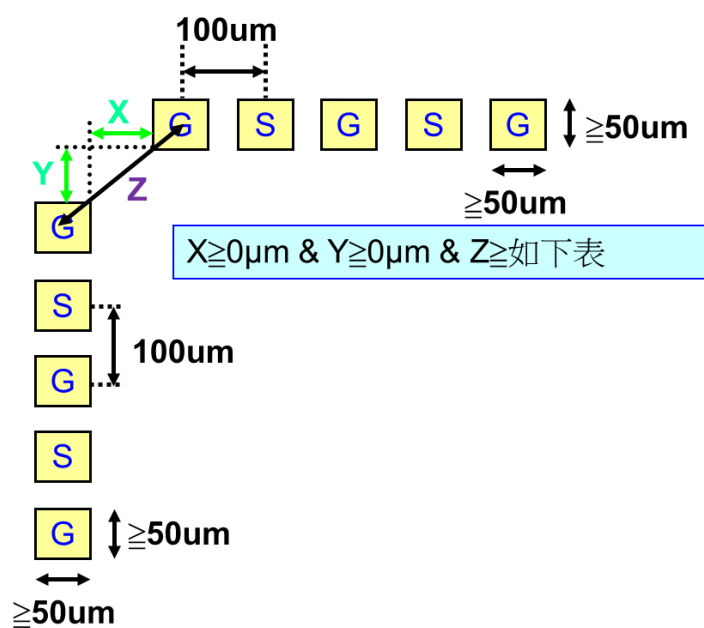 100um
X
G S G S G
≧50um
Y
Z
≧50um
G
X≧0μm & Y≧0μm & Z≧如下表
S
100um
G
S
G
≧50um
≧50um